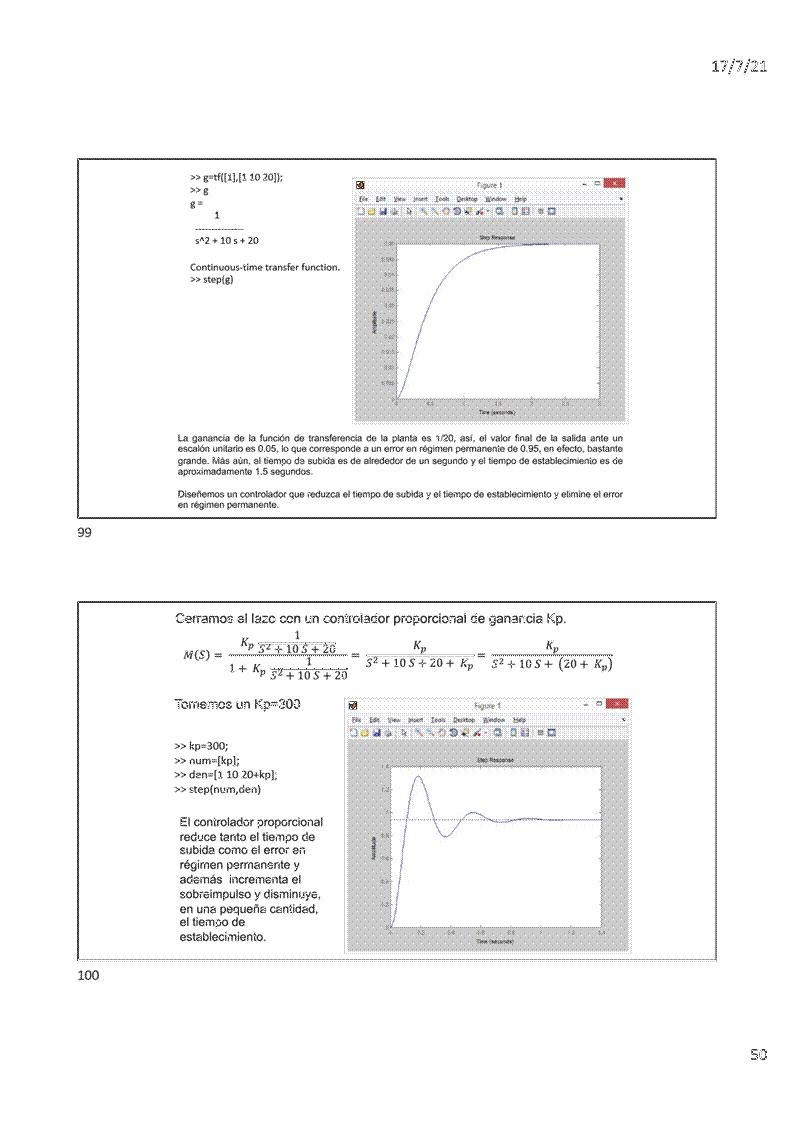 17/7/21
>> g=tf([1],[1 10 20]);
>> g
g =
1
---------------
s^2 + 10 s + 20
Continuous-time transfer function.
>> step(g)
Figure 1
File Edit View Insert Tools Desktop Window Help
Step Response
Amplitude
Time (seconds)
La ganancia de la función de transferencia de la planta es 1/20, así, el valor final de la salida ante un
escalón unitario es 0.05, lo que corresponde a un error en régimen permanente de 0.95, en efecto, bastante
grande. Más aún, el tiempo de subida es de alrededor de un segundo y el tiempo de establecimiento es de
aproximadamente 1.5 segundos.
Diseñemos un controlador que reduzca el tiempo de subida y el tiempo de establecimiento y elimine el error
en régimen permanente.
99
Cerramos el lazo con un controlador proporcional de ganancia Kp.
M(S) = (K_p 1/(S² + 10 S + 20)) / (1 + K_p 1/(S² + 10 S + 20)) = K_p/(S² + 10 S + 20 + K_p) = K_p/(S² + 10 S + (20 + K_p))
Tomemos un Kp=300
>> kp=300;
>> num=[kp];
>> den=[1 10 20+kp];
>> step(num,den)
El controlador proporcional
reduce tanto el tiempo de
subida como el error en
régimen permanente y
además incrementa el
sobreimpulso y disminuye,
en una pequeña cantidad,
el tiempo de
establecimiento.
Figure 1
File Edit View Insert Tools Desktop Window Help
Step Response
Amplitude
Time (seconds)
100
50